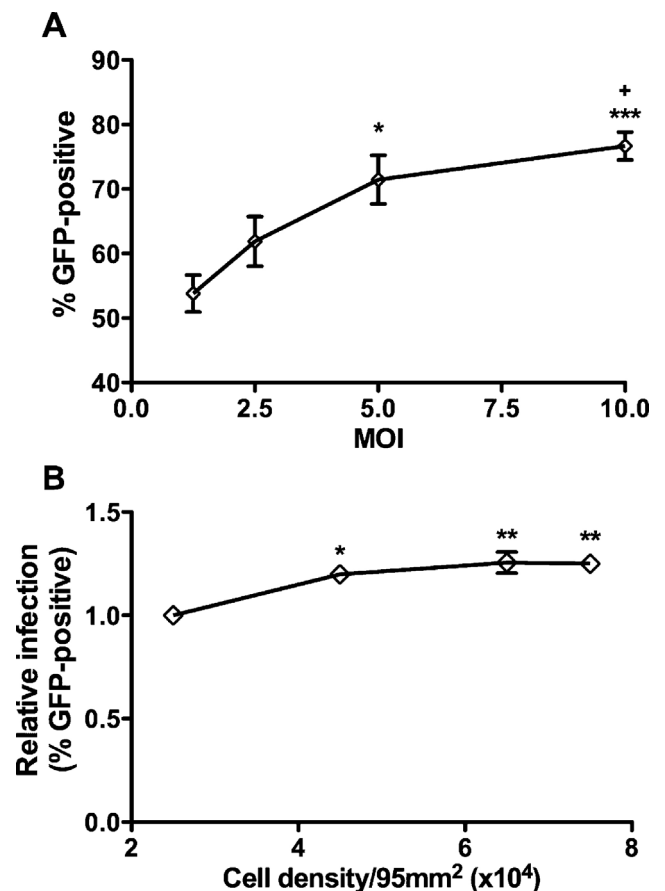 A
90
80
70
60
50
40
% GFP-positive
*
+
***
0.0 2.5 5.0 7.5 10.0
MOI
B
1.5
1.0
0.5
0.0
Relative infection
(% GFP-positive)
* ** **
2 4 6 8
Cell density/95mm² (x10⁴)